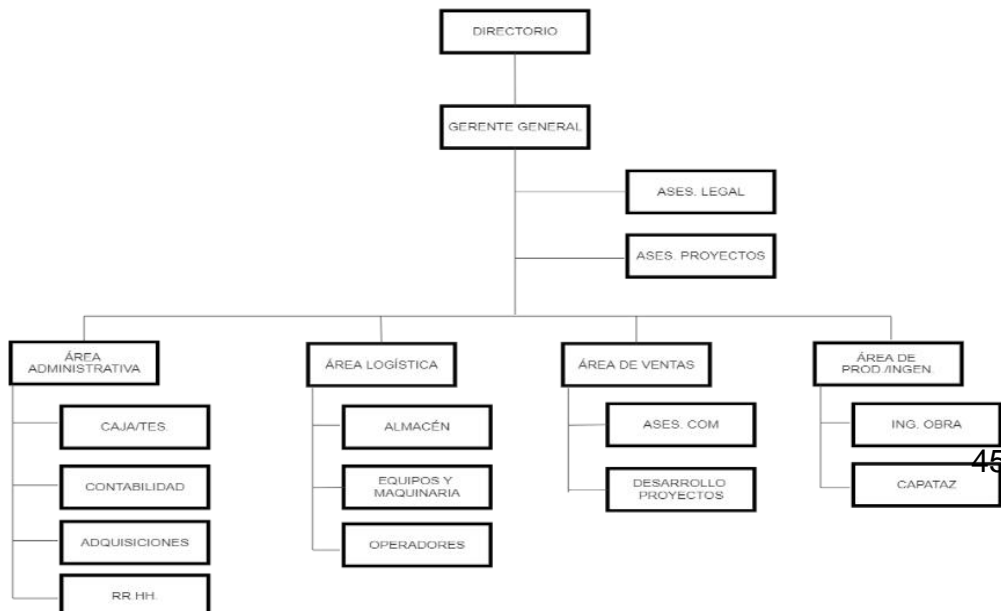 DIRECTORIO
GERENTE GENERAL
ASES. LEGAL
ASES. PROYECTOS
ÁREA
ADMINISTRATIVA
CAJA/TES.
CONTABILIDAD
ADQUISICIONES
RR.HH.
ÁREA LOGÍSTICA
ALMACÉN
EQUIPOS Y
MAQUINARIA
OPERADORES
ÁREA DE VENTAS
ASES. COM
DESARROLLO
PROYECTOS
ÁREA DE
PROD./INGEN.
ING. OBRA
CAPATAZ
45